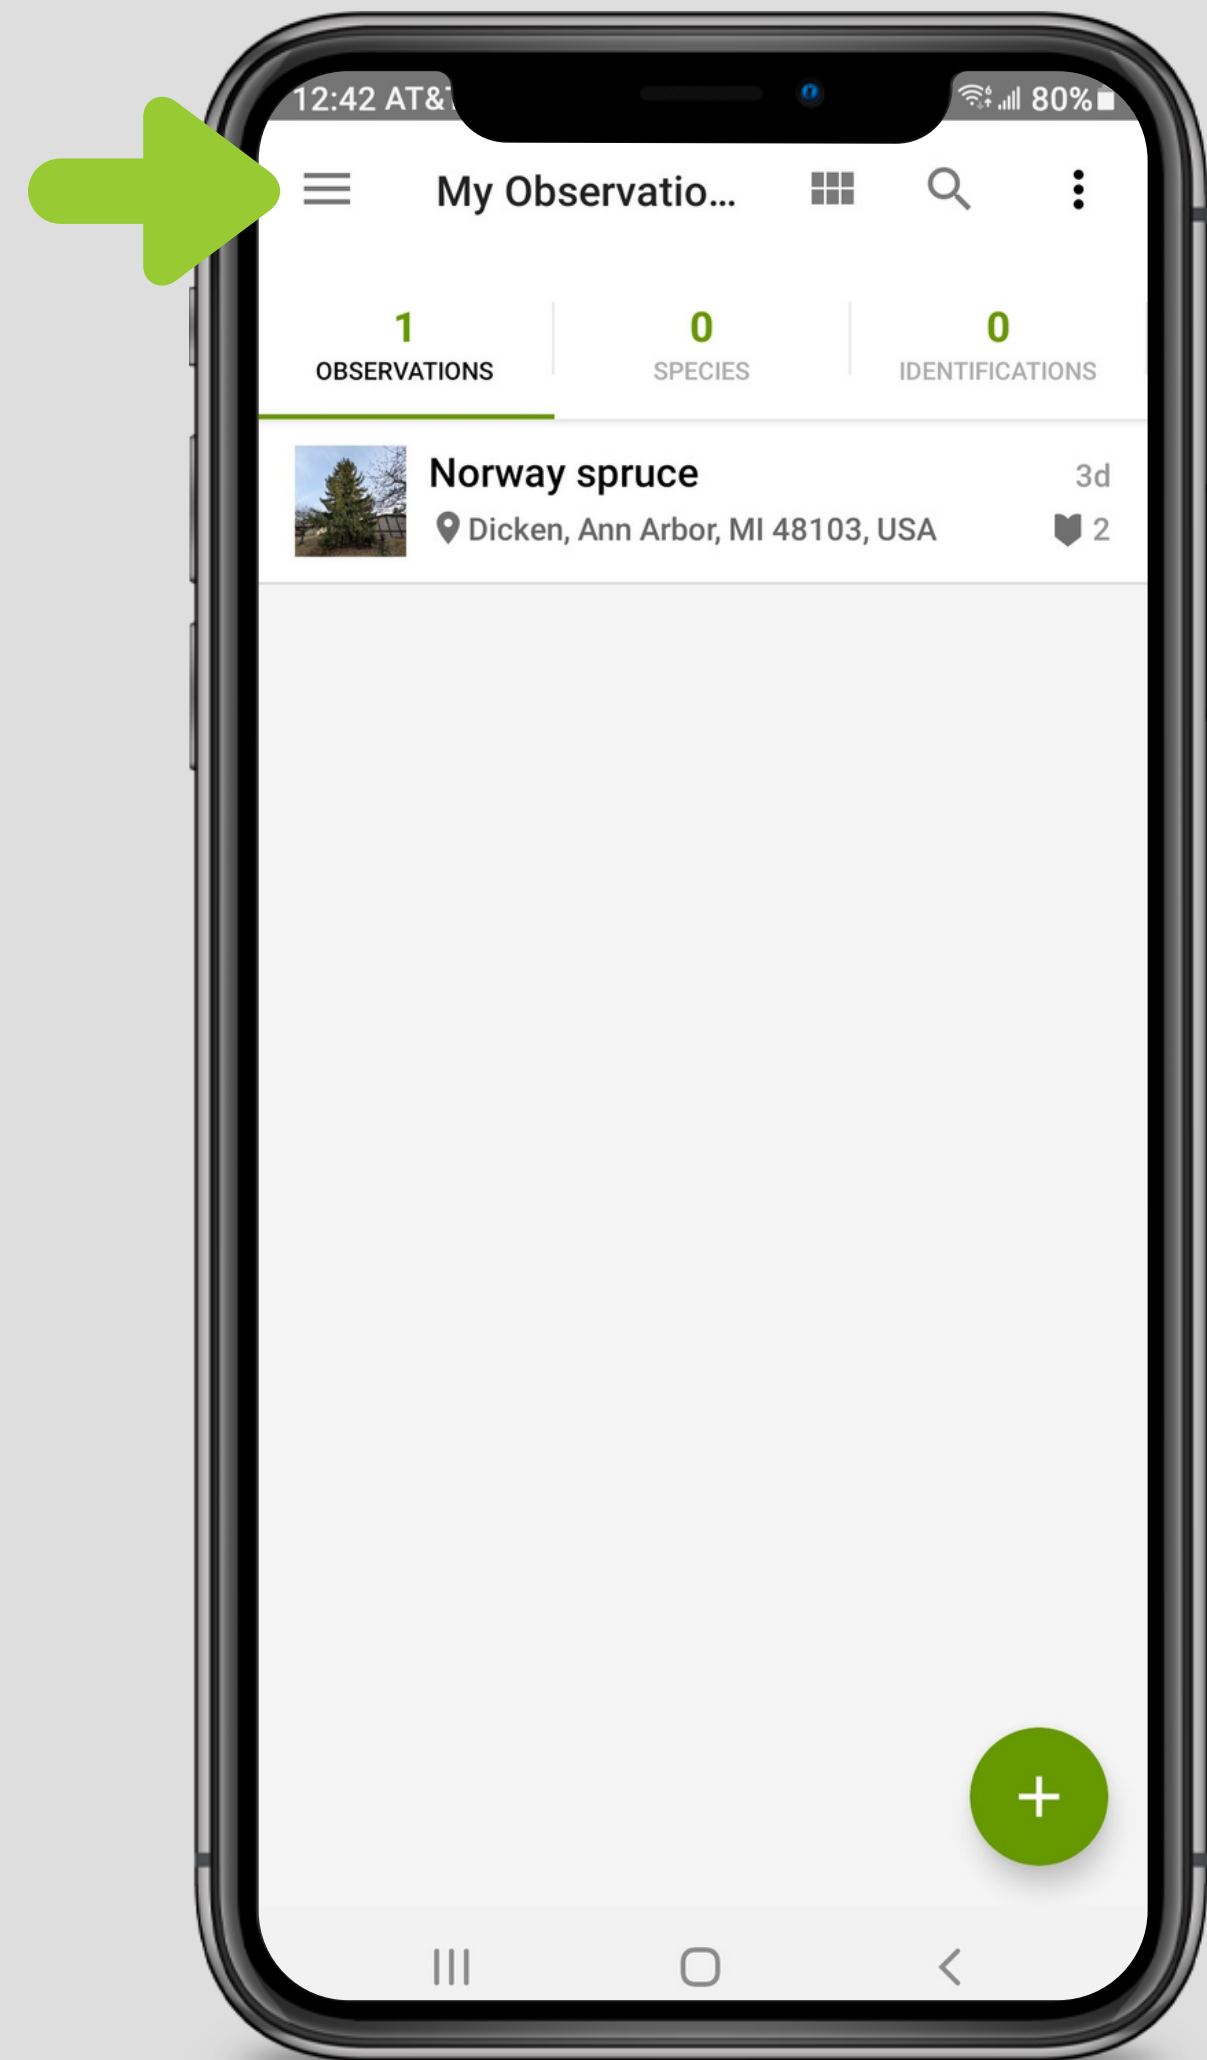 12:42 AT&T 80%
My Observatio...
1 0 0
OBSERVATIONS SPECIES IDENTIFICATIONS
Norway spruce 3d
Dicken, Ann Arbor, MI 48103, USA 2